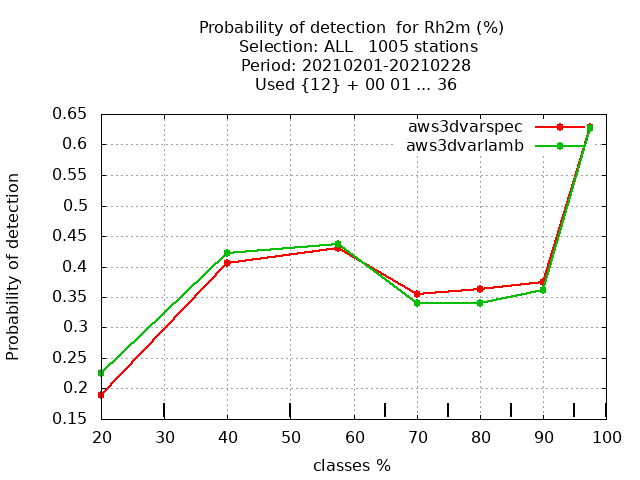 Probability of detection  for Rh2m (%)
Selection: ALL   1005 stations
Period: 20210201-20210228
Used {12} + 00 01 ... 36
aws3dvarspec
aws3dvarlamb
Probability of detection
0.65
0.6
0.55
0.5
0.45
0.4
0.35
0.3
0.25
0.2
0.15
20 30 40 50 60 70 80 90 100
classes %